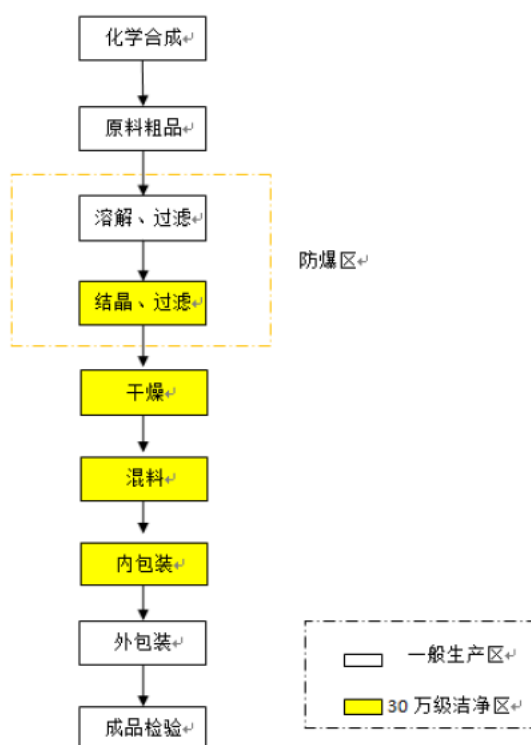 化学合成
原料粗品
溶解、过滤
防爆区
结晶、过滤
干燥
混料
内包装
外包装
一般生产区
30 万级洁净区
成品检验